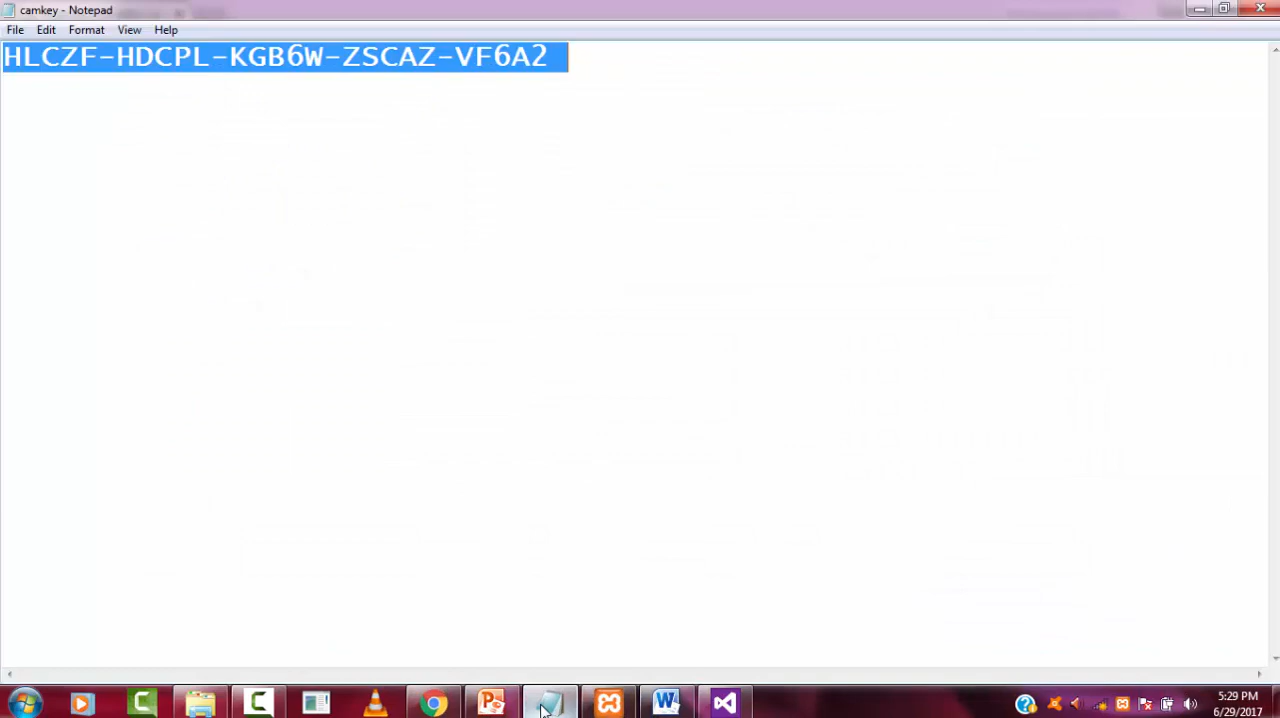 camkey - Notepad
File Edit Format View Help
HLCZF-HDCPL-KGB6W-ZSCAZ-VF6A2
5:29 PM
6/29/2017